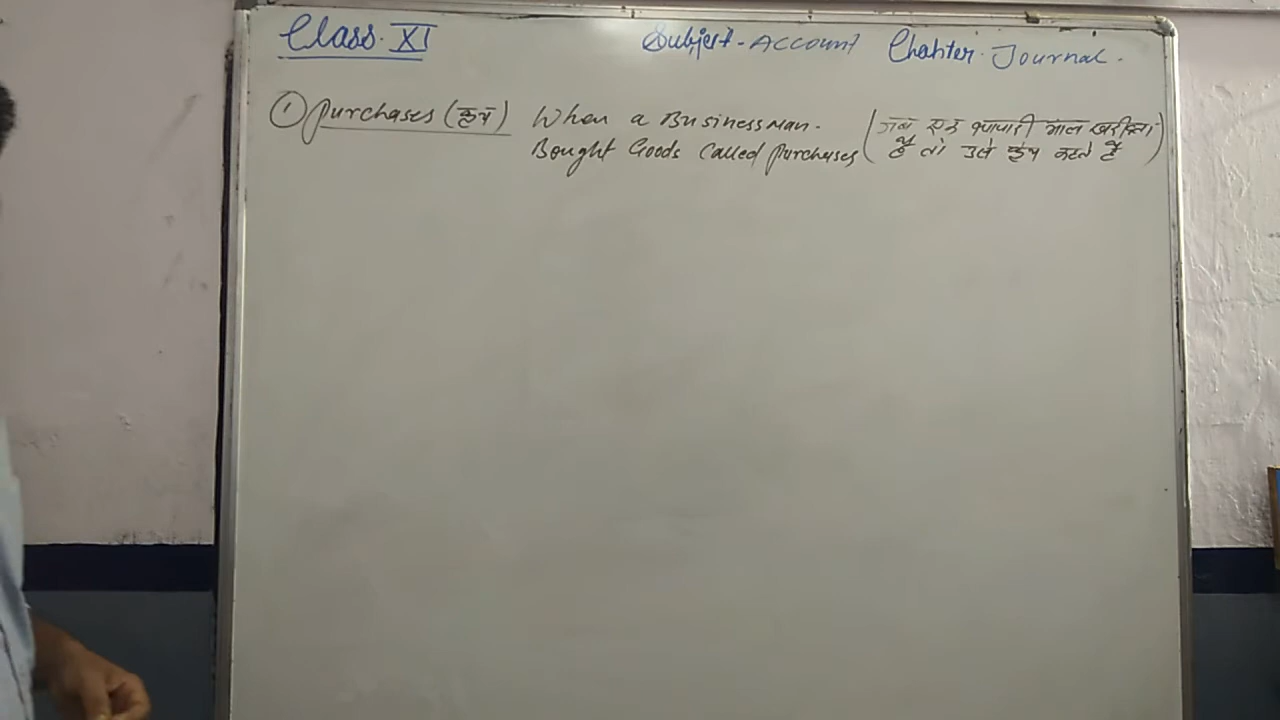 Class. XI Subject - Account Chapter. Journal.
① Purchases (क्रय) When a Businessman. (जब एक व्यापारी माल खरीदता
Bought Goods Called Purchases है तो उसे क्रय कहते हैं)